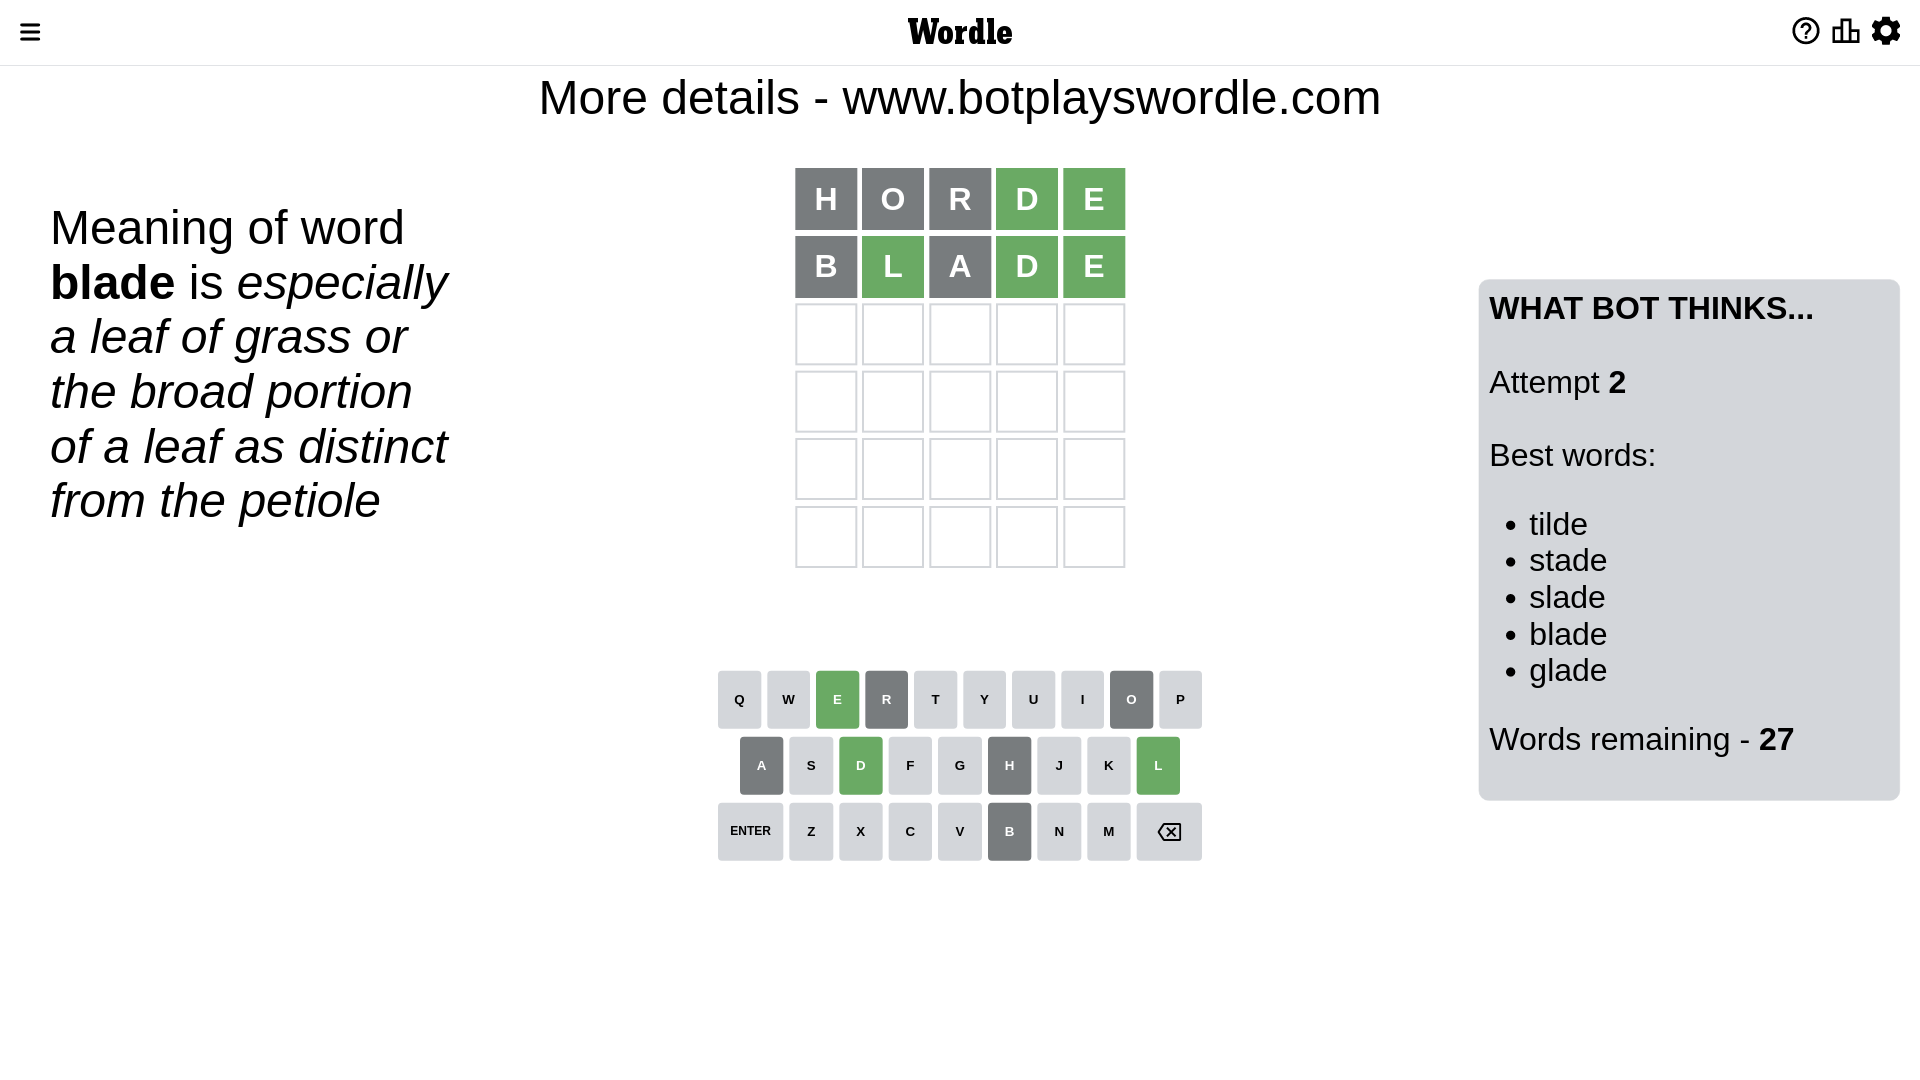 Wordle
More details - www.botplayswordle.com
Meaning of word
blade is especially
a leaf of grass or
the broad portion
of a leaf as distinct
from the petiole
H O R D E
B L A D E
WHAT BOT THINKS...
Attempt 2
Best words:
• tilde
• stade
• slade
• blade
• glade
Words remaining - 27
Q W E R T Y U I O P
A S D F G H J K L
ENTER Z X C V B N M